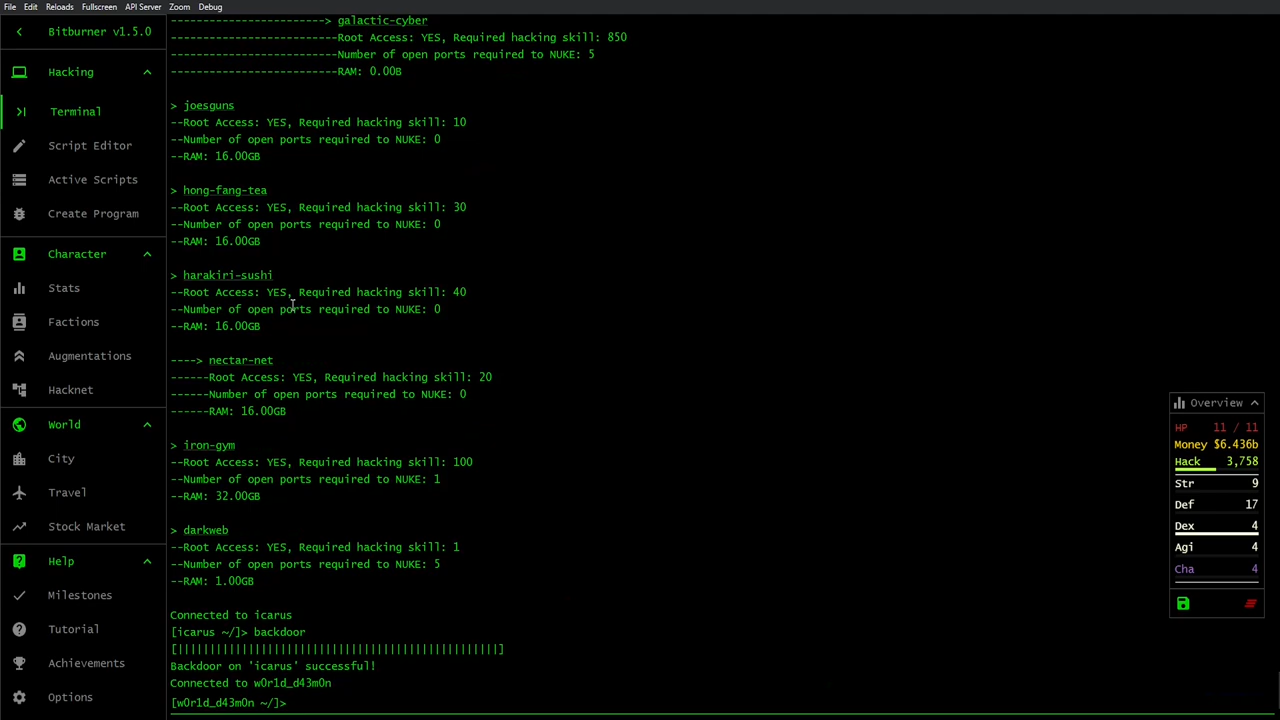 File Edit Reloads Fullscreen API Server Zoom Debug
Bitburner v1.5.0
Hacking
Terminal
Script Editor
Active Scripts
Create Program
Character
Stats
Factions
Augmentations
Hacknet
World
City
Travel
Stock Market
Help
Milestones
Tutorial
Achievements
Options
------------------------> galactic-cyber
--------------------------Root Access: YES, Required hacking skill: 850
--------------------------Number of open ports required to NUKE: 5
--------------------------RAM: 0.00B
> joesguns
--Root Access: YES, Required hacking skill: 10
--Number of open ports required to NUKE: 0
--RAM: 16.00GB
> hong-fang-tea
--Root Access: YES, Required hacking skill: 30
--Number of open ports required to NUKE: 0
--RAM: 16.00GB
> harakiri-sushi
--Root Access: YES, Required hacking skill: 40
--Number of open ports required to NUKE: 0
--RAM: 16.00GB
----> nectar-net
------Root Access: YES, Required hacking skill: 20
------Number of open ports required to NUKE: 0
------RAM: 16.00GB
> iron-gym
--Root Access: YES, Required hacking skill: 100
--Number of open ports required to NUKE: 1
--RAM: 32.00GB
> darkweb
--Root Access: YES, Required hacking skill: 1
--Number of open ports required to NUKE: 5
--RAM: 1.00GB
Connected to icarus
[icarus ~/]> backdoor
[||||||||||||||||||||||||||||||||||||||||||||||||||]
Backdoor on 'icarus' successful!
Connected to w0r1d_d43m0n
[w0r1d_d43m0n ~/]>
Overview
HP 11 / 11
Money $6.436b
Hack 3,758
Str 9
Def 17
Dex 4
Agi 4
Cha 4